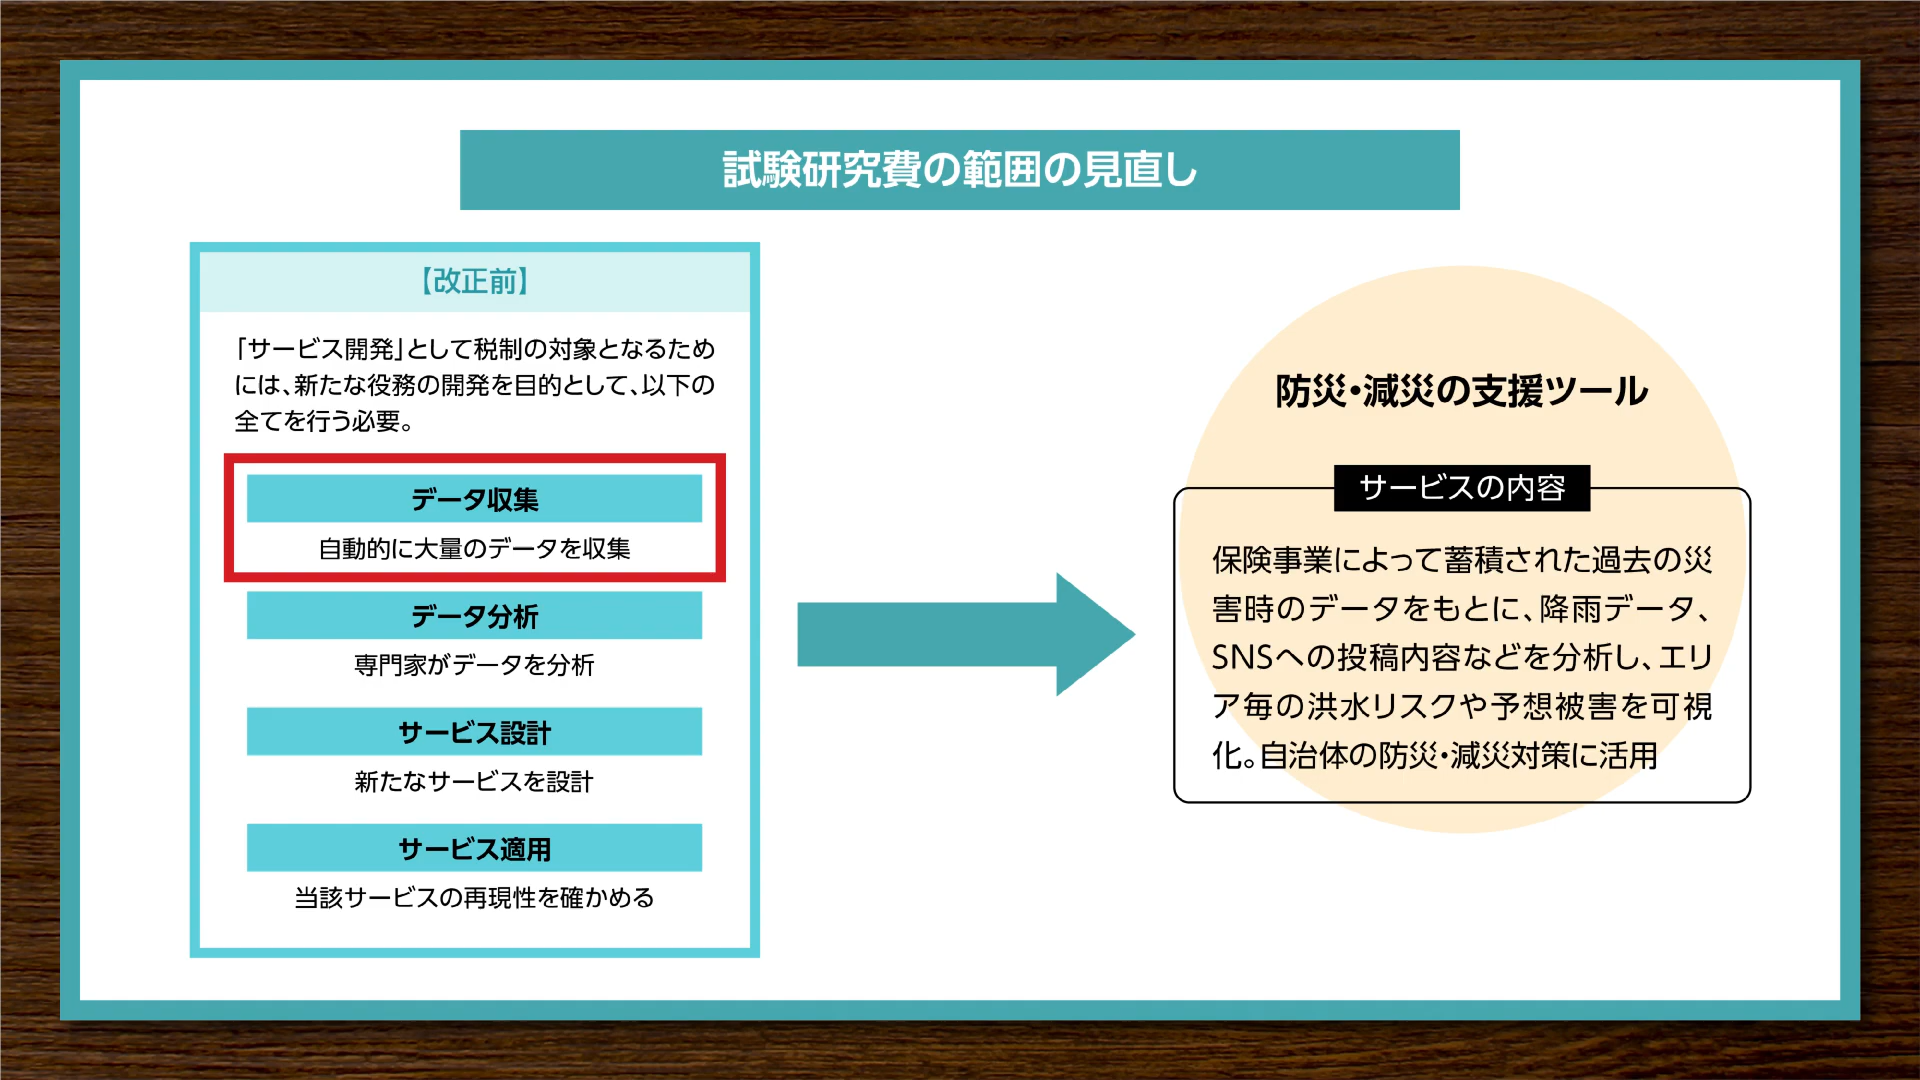 試験研究費の範囲の見直し
【改正前】
「サービス開発」として税制の対象となるため
には、新たな役務の開発を目的として、以下の
全てを行う必要。
データ収集
自動的に大量のデータを収集
データ分析
専門家がデータを分析
サービス設計
新たなサービスを設計
サービス適用
当該サービスの再現性を確かめる
防災・減災の支援ツール
サービスの内容
保険事業によって蓄積された過去の災
害時のデータをもとに、降雨データ、
SNSへの投稿内容などを分析し、エリ
ア毎の洪水リスクや予想被害を可視
化。自治体の防災・減災対策に活用